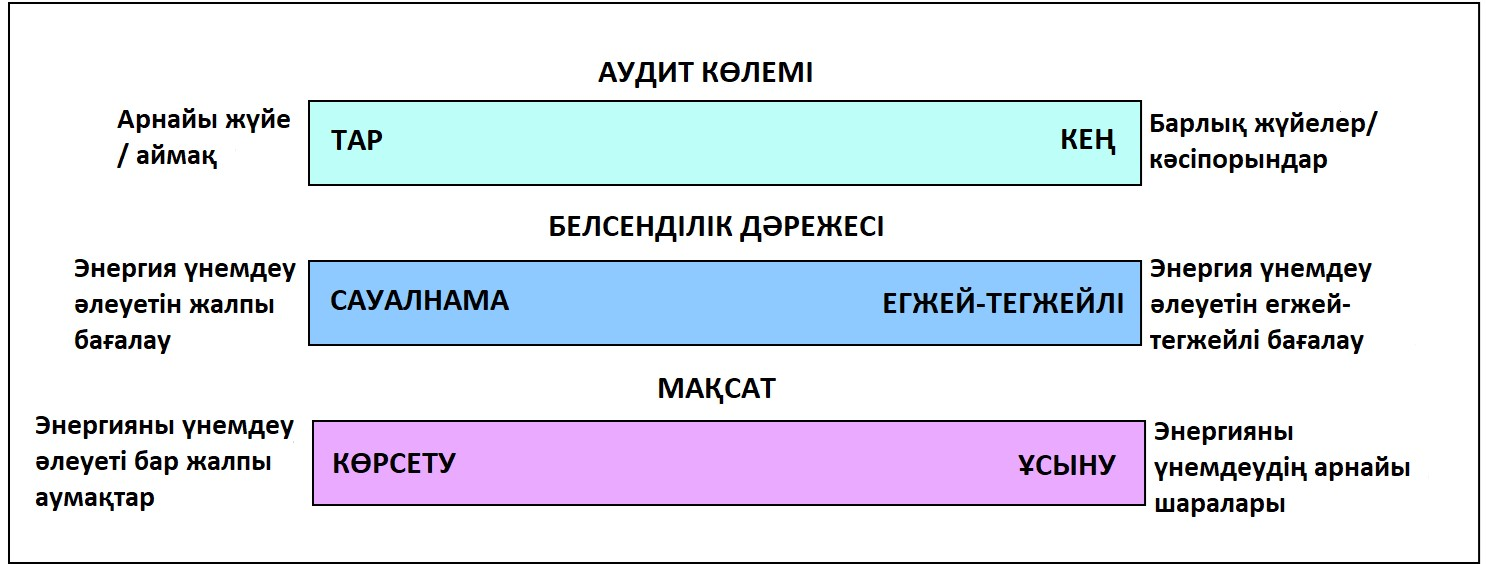 АУДИТ КӨЛЕМІ
Арнайы жүйе
/ аймақ
ТАР
КЕҢ
Барлық жүйелер/
кәсіпорындар
БЕЛСЕНДІЛІК ДӘРЕЖЕСІ
Энергия үнемдеу
әлеуетін жалпы
бағалау
САУАЛНАМА
ЕГЖЕЙ-ТЕГЖЕЙЛІ
Энергия үнемдеу
әлеуетін егжей-
тегжейлі бағалау
МАҚСАТ
Энергияны үнемдеу
әлеуеті бар жалпы
аумақтар
КӨРСЕТУ
ҰСЫНУ
Энергияны
үнемдеудің арнайы
шаралары